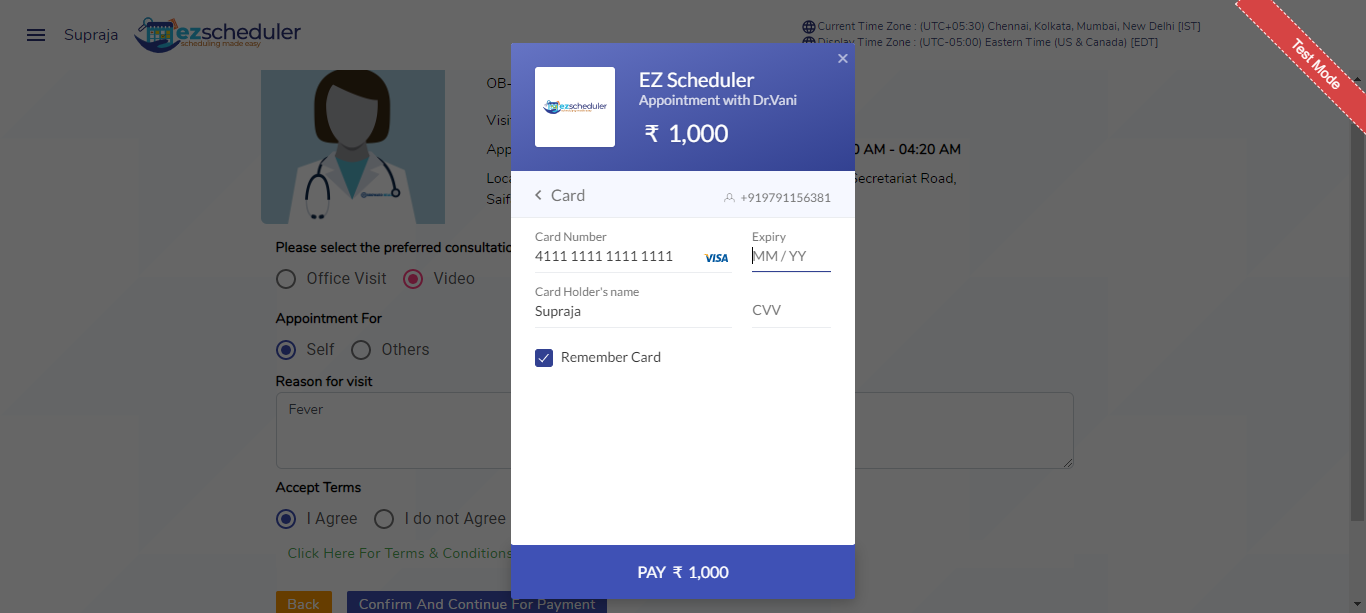 Supraja
ezscheduler
scheduling made easy
Current Time Zone : (UTC+05:30) Chennai, Kolkata, Mumbai, New Delhi [IST]
Display Time Zone : (UTC-05:00) Eastern Time (US & Canada) [EDT]
Test Mode
EZ Scheduler
Appointment with Dr.Vani
₹ 1,000
ezscheduler
Card
+919791156381
Card Number
4111 1111 1111 1111
VISA
Expiry
MM / YY
Card Holder's name
Supraja
CVV
Remember Card
PAY ₹ 1,000
OB-
Visi
App
0 AM - 04:20 AM
Loca
Secretariat Road,
Saif
Please select the preferred consultatio
Office Visit Video
Appointment For
Self Others
Reason for visit
Fever
Accept Terms
I Agree I do not Agree
Click Here For Terms & Conditions
Back
Confirm And Continue For Payment